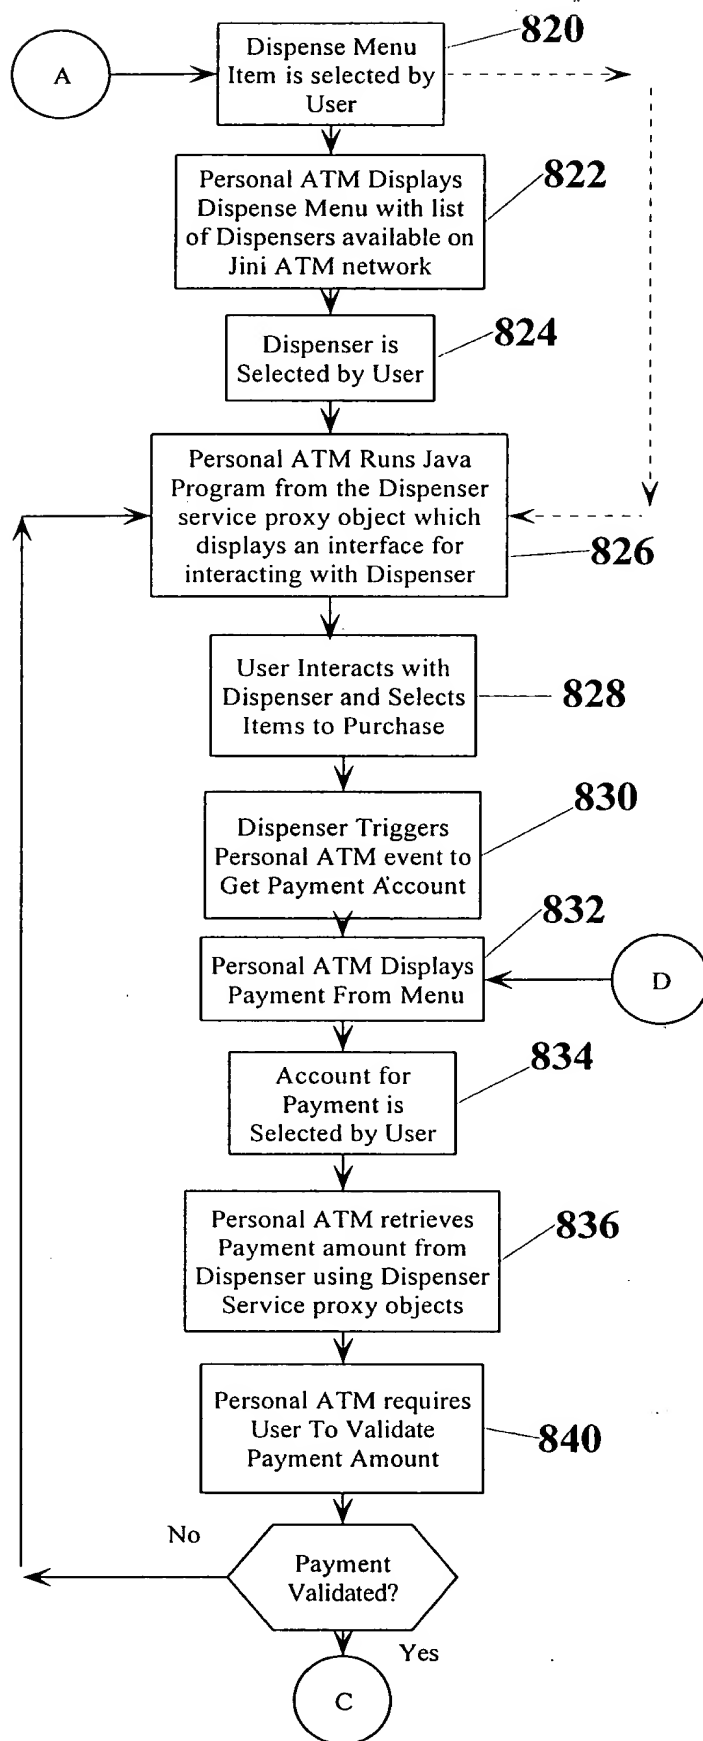 820
A
Dispense Menu
Item is selected by
User
822
Personal ATM Displays
Dispense Menu with list
of Dispensers available on
Jini ATM network
824
Dispenser is
Selected by User
Personal ATM Runs Java
Program from the Dispenser
service proxy object which
displays an interface for
interacting with Dispenser
826
User Interacts with
Dispenser and Selects
Items to Purchase
828
830
Dispenser Triggers
Personal ATM event to
Get Payment Account
832
Personal ATM Displays
Payment From Menu
D
834
Account for
Payment is
Selected by User
836
Personal ATM retrieves
Payment amount from
Dispenser using Dispenser
Service proxy objects
Personal ATM requires
User To Validate
Payment Amount
840
No
Payment
Validated?
Yes
C